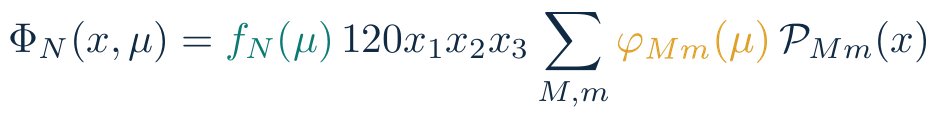 Φ_N(x, μ) = f_N(μ) 120x_1x_2x_3 ∑_{M,m} φ_{Mm}(μ) 𝒫_{Mm}(x)